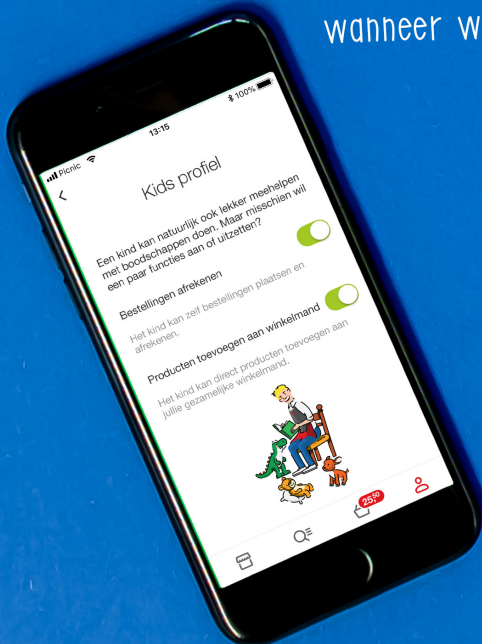 wanneer w
Picnic
13:15
100%
Kids profiel
Een kind kan natuurlijk ook lekker meehelpen
met boodschappen doen. Maar misschien wil
een paar functies aan of uitzetten?
Bestellingen afrekenen
Het kind kan zelf bestellingen plaatsen en
afrekenen.
Producten toevoegen aan winkelmand
Het kind kan direct producten toevoegen aan
jullie gezamelijke winkelmand.
25,50